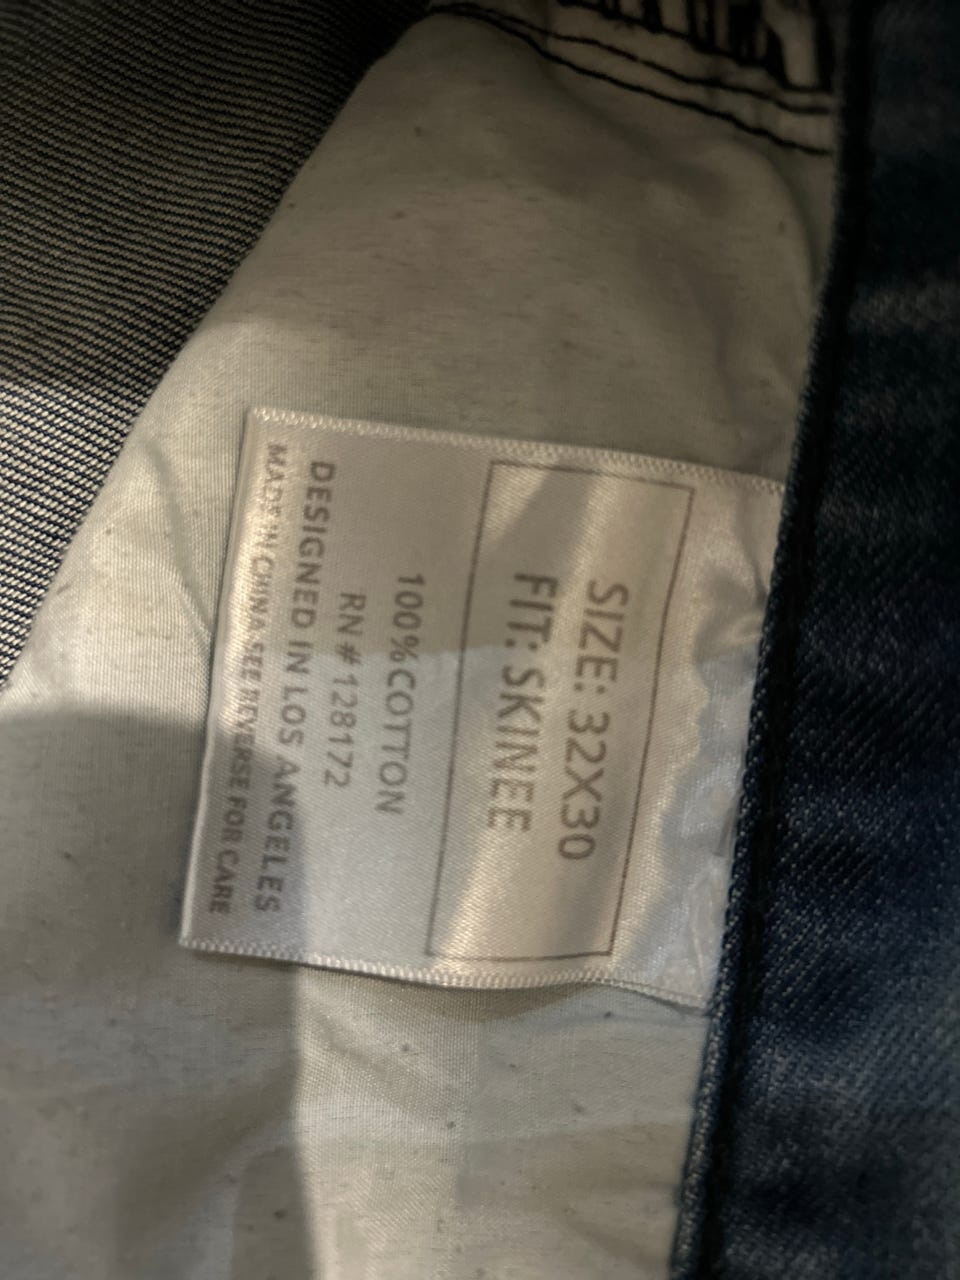 SIZE: 32X30
FIT: SKINEE
100%COTTON
RN # 128172
DESIGNED IN LOS ANGELES
MADE IN CHINA SEE REVERSE FOR CARE